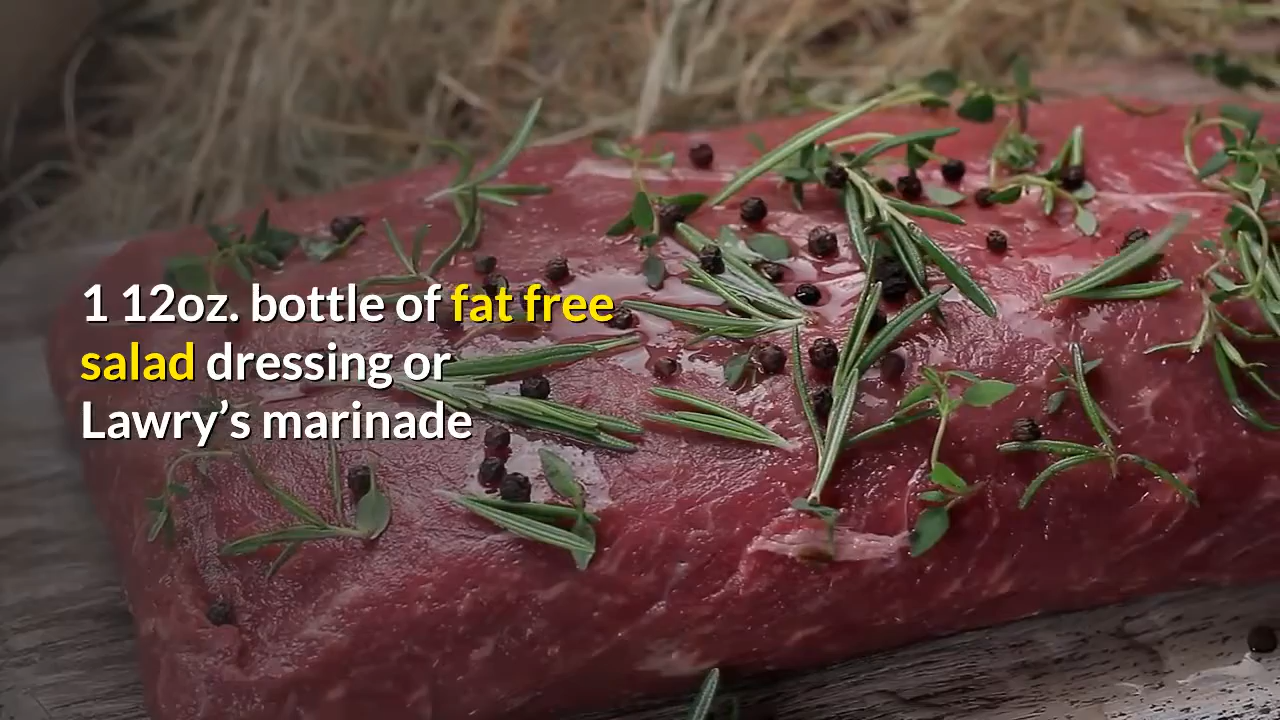 1 12oz. bottle of fat free
salad dressing or
Lawry’s marinade